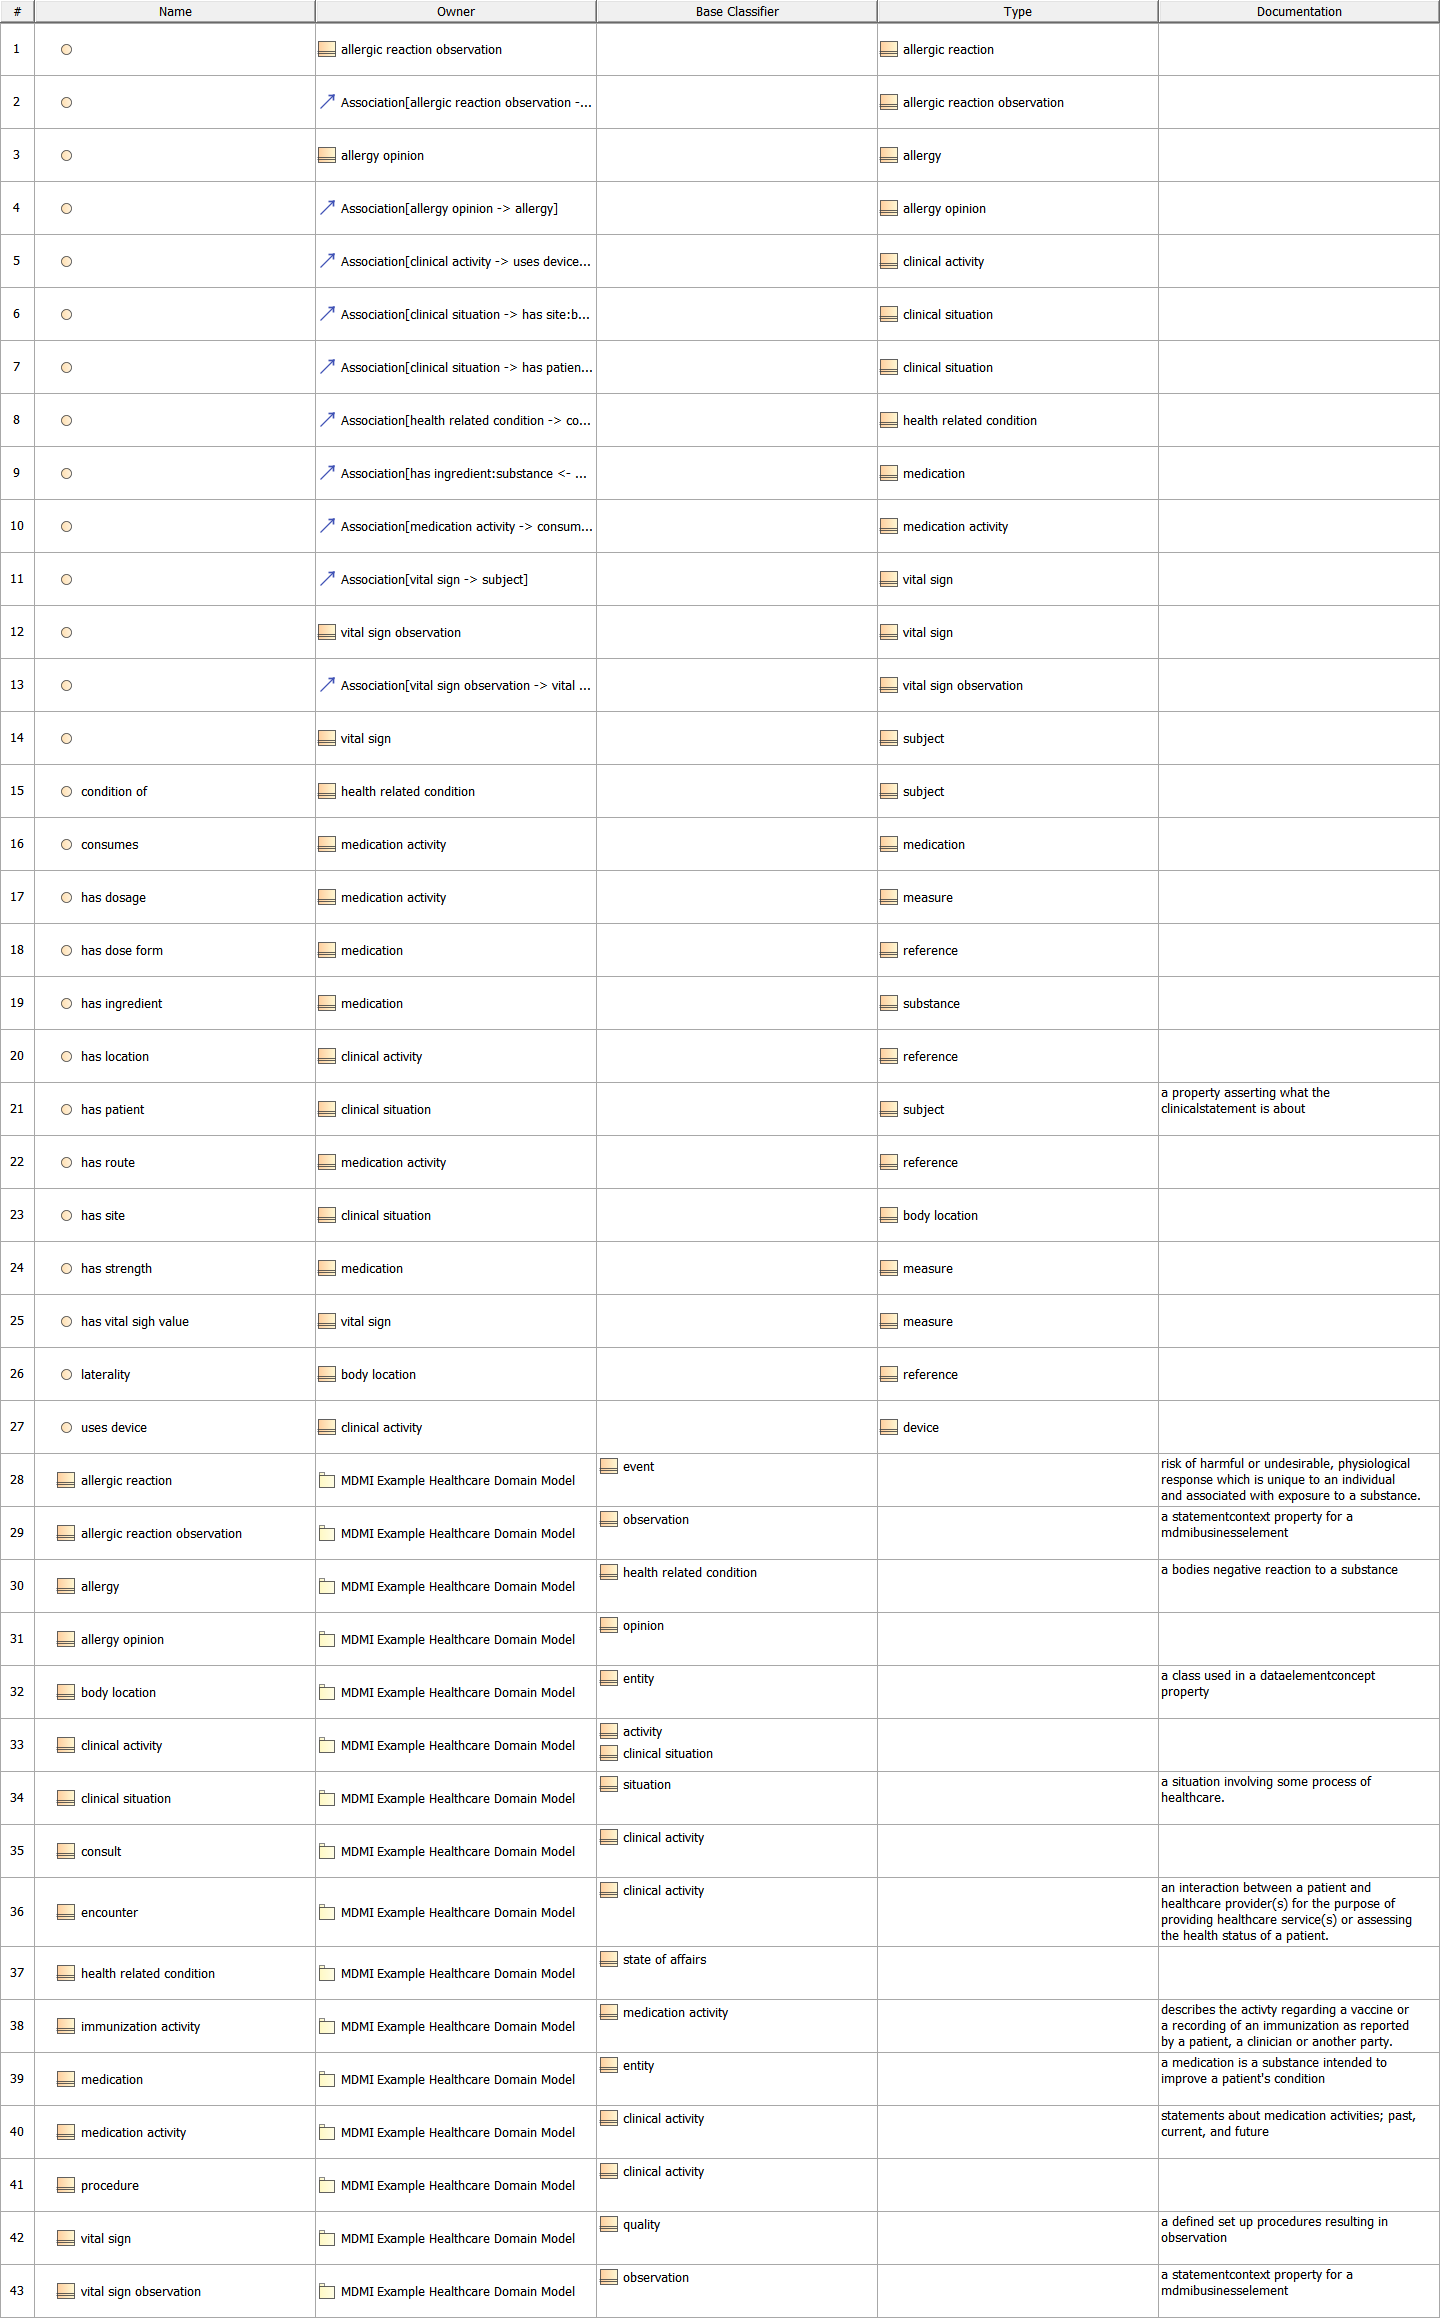 # Name Owner Base Classifier Type Documentation
1 allergic reaction observation allergic reaction
2 Association[allergic reaction observation -... allergic reaction observation
3 allergy opinion allergy
4 Association[allergy opinion -> allergy] allergy opinion
5 Association[clinical activity -> uses device... clinical activity
6 Association[clinical situation -> has site:b... clinical situation
7 Association[clinical situation -> has patien... clinical situation
8 Association[health related condition -> co... health related condition
9 Association[has ingredient:substance <- ... medication
10 Association[medication activity -> consum... medication activity
11 Association[vital sign -> subject] vital sign
12 vital sign observation vital sign
13 Association[vital sign observation -> vital ... vital sign observation
14 vital sign subject
15 condition of health related condition subject
16 consumes medication activity medication
17 has dosage medication activity measure
18 has dose form medication reference
19 has ingredient medication substance
20 has location clinical activity reference
21 has patient clinical situation subject a property asserting what the
clinicalstatement is about
22 has route medication activity reference
23 has site clinical situation body location
24 has strength medication measure
25 has vital sigh value vital sign measure
26 laterality body location reference
27 uses device clinical activity device
28 allergic reaction MDMI Example Healthcare Domain Model event risk of harmful or undesirable, physiological
response which is unique to an individual
and associated with exposure to a substance.
29 allergic reaction observation MDMI Example Healthcare Domain Model observation a statementcontext property for a
mdmibusinesselement
30 allergy MDMI Example Healthcare Domain Model health related condition a bodies negative reaction to a substance
31 allergy opinion MDMI Example Healthcare Domain Model opinion
32 body location MDMI Example Healthcare Domain Model entity a class used in a dataelementconcept
property
33 clinical activity MDMI Example Healthcare Domain Model activity
clinical situation
34 clinical situation MDMI Example Healthcare Domain Model situation a situation involving some process of
healthcare.
35 consult MDMI Example Healthcare Domain Model clinical activity
36 encounter MDMI Example Healthcare Domain Model clinical activity an interaction between a patient and
healthcare provider(s) for the purpose of
providing healthcare service(s) or assessing
the health status of a patient.
37 health related condition MDMI Example Healthcare Domain Model state of affairs
38 immunization activity MDMI Example Healthcare Domain Model medication activity describes the activty regarding a vaccine or
a recording of an immunization as reported
by a patient, a clinician or another party.
39 medication MDMI Example Healthcare Domain Model entity a medication is a substance intended to
improve a patient's condition
40 medication activity MDMI Example Healthcare Domain Model clinical activity statements about medication activities; past,
current, and future
41 procedure MDMI Example Healthcare Domain Model clinical activity
42 vital sign MDMI Example Healthcare Domain Model quality a defined set up procedures resulting in
observation
43 vital sign observation MDMI Example Healthcare Domain Model observation a statementcontext property for a
mdmibusinesselement